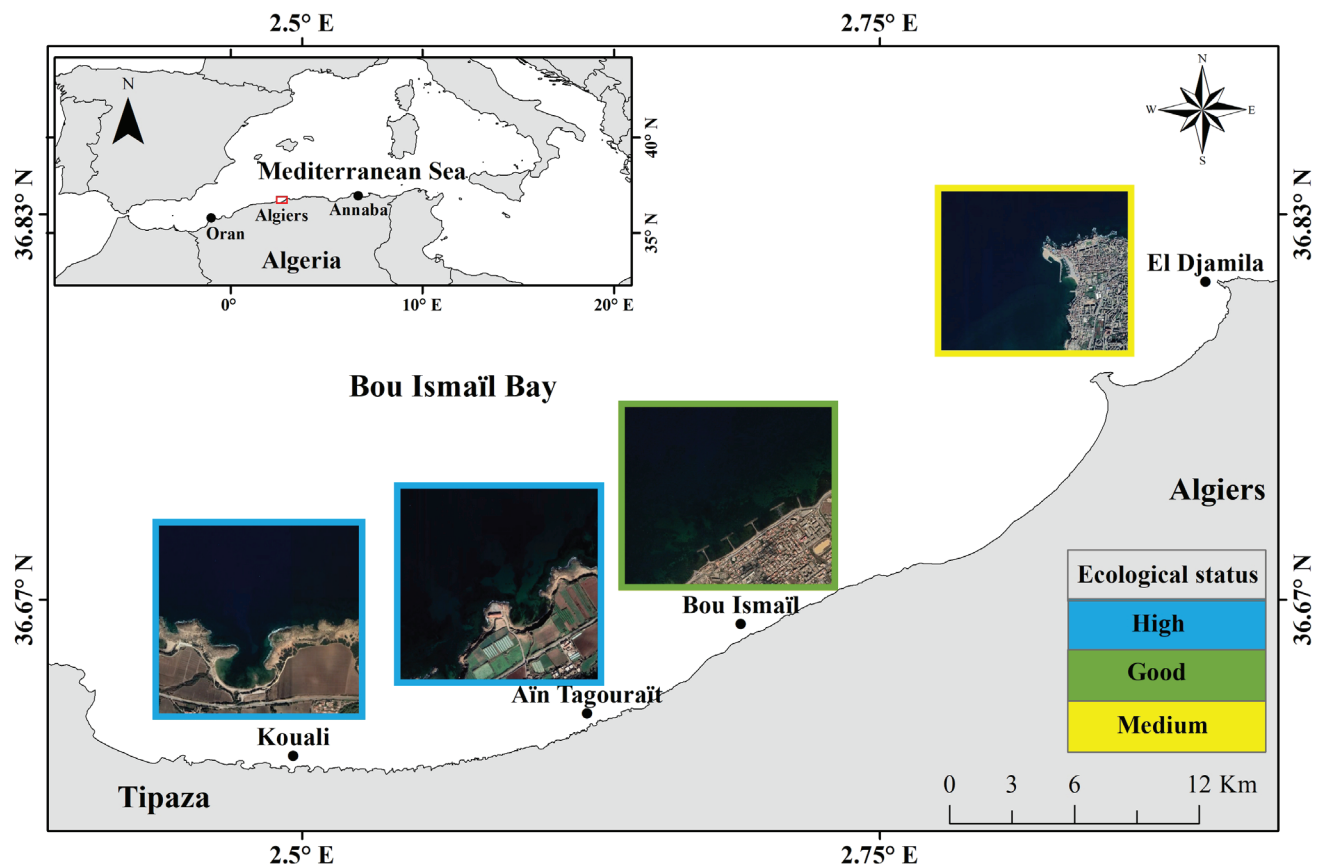 2.5° E
2.75° E
N
40° N
Mediterranean Sea
Algiers
Annaba
Oran
35° N
Algeria
0°
10° E
20° E
N
W
E
S
36.83° N
36.83° N
El Djamila
Bou Ismaïl Bay
Algiers
Ecological status
High
Good
Medium
36.67° N
36.67° N
Bou Ismaïl
Aïn Tagouraït
Kouali
Tipaza
0 3 6 12 Km
2.5° E
2.75° E